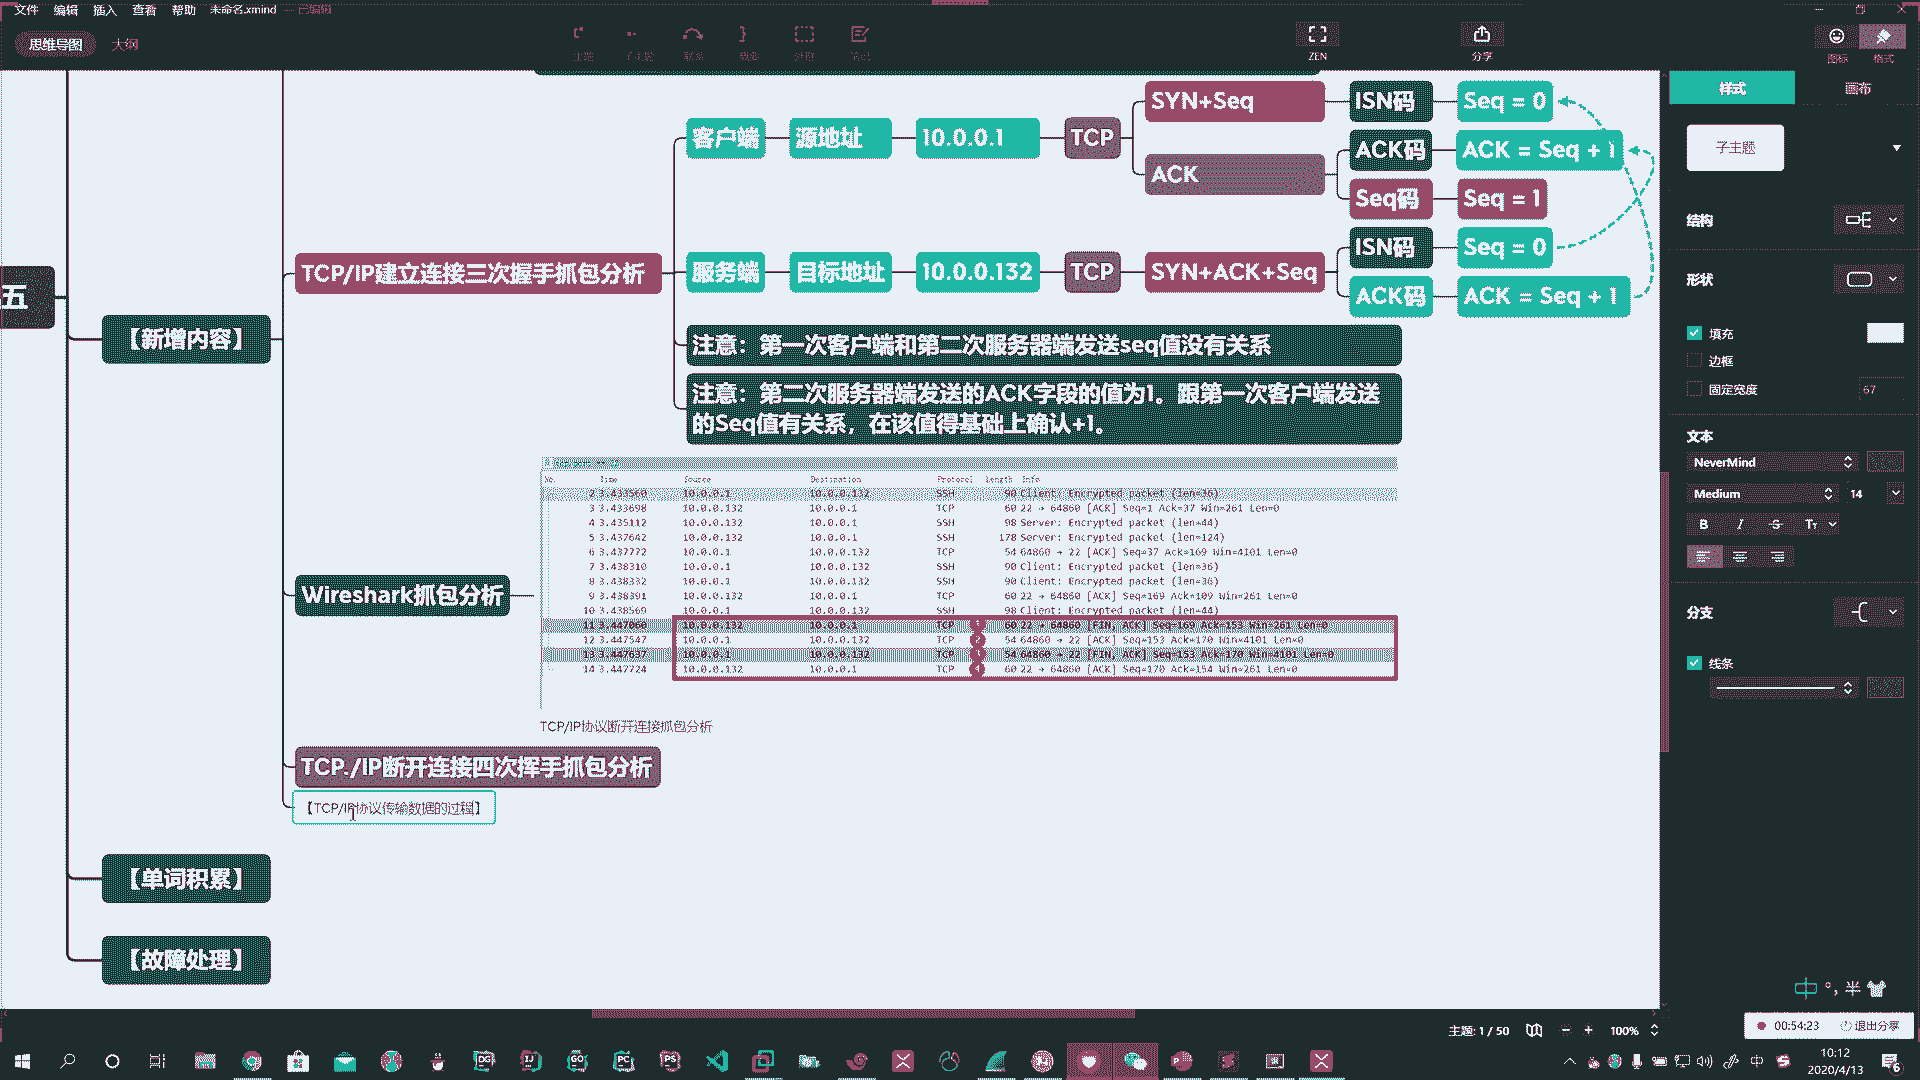 文件 编辑 插入 查看 帮助 未命名.xmind — 已编辑
思维导图 大纲
ZEN
分享
图标
格式
样式 画布
SYN+Seq ISN码 Seq = 0
客户端 源地址 10.0.0.1 TCP
ACK码 ACK = Seq + 1
ACK
Seq码 Seq = 1
TCP/IP建立连接三次握手抓包分析
ISN码 Seq = 0
服务端 目标地址 10.0.0.132 TCP SYN+ACK+Seq
ACK码 ACK = Seq + 1
五
【新增内容】
注意：第一次客户端和第二次服务器端发送seq值没有关系
注意：第二次服务器端发送的ACK字段的值为1。跟第一次客户端发送
的Seq值有关系，在该值得基础上确认+1。
No. Time Source Destination Protocol Length Info
2 3.433560 10.0.0.1 10.0.0.132 SSH 90 Client: Encrypted packet (len=36)
3 3.433698 10.0.0.132 10.0.0.1 TCP 60 22 → 64860 [ACK] Seq=1 Ack=37 Win=261 Len=0
4 3.435112 10.0.0.132 10.0.0.1 SSH 98 Server: Encrypted packet (len=44)
5 3.437642 10.0.0.132 10.0.0.1 SSH 178 Server: Encrypted packet (len=124)
6 3.437772 10.0.0.1 10.0.0.132 TCP 54 64860 → 22 [ACK] Seq=37 Ack=169 Win=4101 Len=0
7 3.438310 10.0.0.1 10.0.0.132 SSH 90 Client: Encrypted packet (len=36)
8 3.438332 10.0.0.1 10.0.0.132 SSH 90 Client: Encrypted packet (len=36)
9 3.438391 10.0.0.132 10.0.0.1 TCP 60 22 → 64860 [ACK] Seq=169 Ack=109 Win=261 Len=0
10 3.438569 10.0.0.1 10.0.0.132 SSH 98 Client: Encrypted packet (len=44)
11 3.447060 10.0.0.132 10.0.0.1 TCP 1 60 22 → 64860 [FIN, ACK] Seq=169 Ack=153 Win=261 Len=0
12 3.447547 10.0.0.1 10.0.0.132 TCP 2 54 64860 → 22 [ACK] Seq=153 Ack=170 Win=4101 Len=0
13 3.447637 10.0.0.1 10.0.0.132 TCP 3 54 64860 → 22 [FIN, ACK] Seq=153 Ack=170 Win=4101 Len=0
14 3.447724 10.0.0.132 10.0.0.1 TCP 4 60 22 → 64860 [ACK] Seq=170 Ack=154 Win=261 Len=0
Wireshark抓包分析
TCP/IP协议断开连接抓包分析
TCP./IP断开连接四次挥手抓包分析
【TCP/IP协议传输数据的过程】
【单词积累】
【故障处理】
子主题
结构
形状
填充
边框
固定宽度 67
文本
NeverMind
Medium 14
B I S Tт
分支
线条
中 °, 半
主题: 1 / 50 100%
00:54:23 退出分享
中
10:12
2020/4/13
6